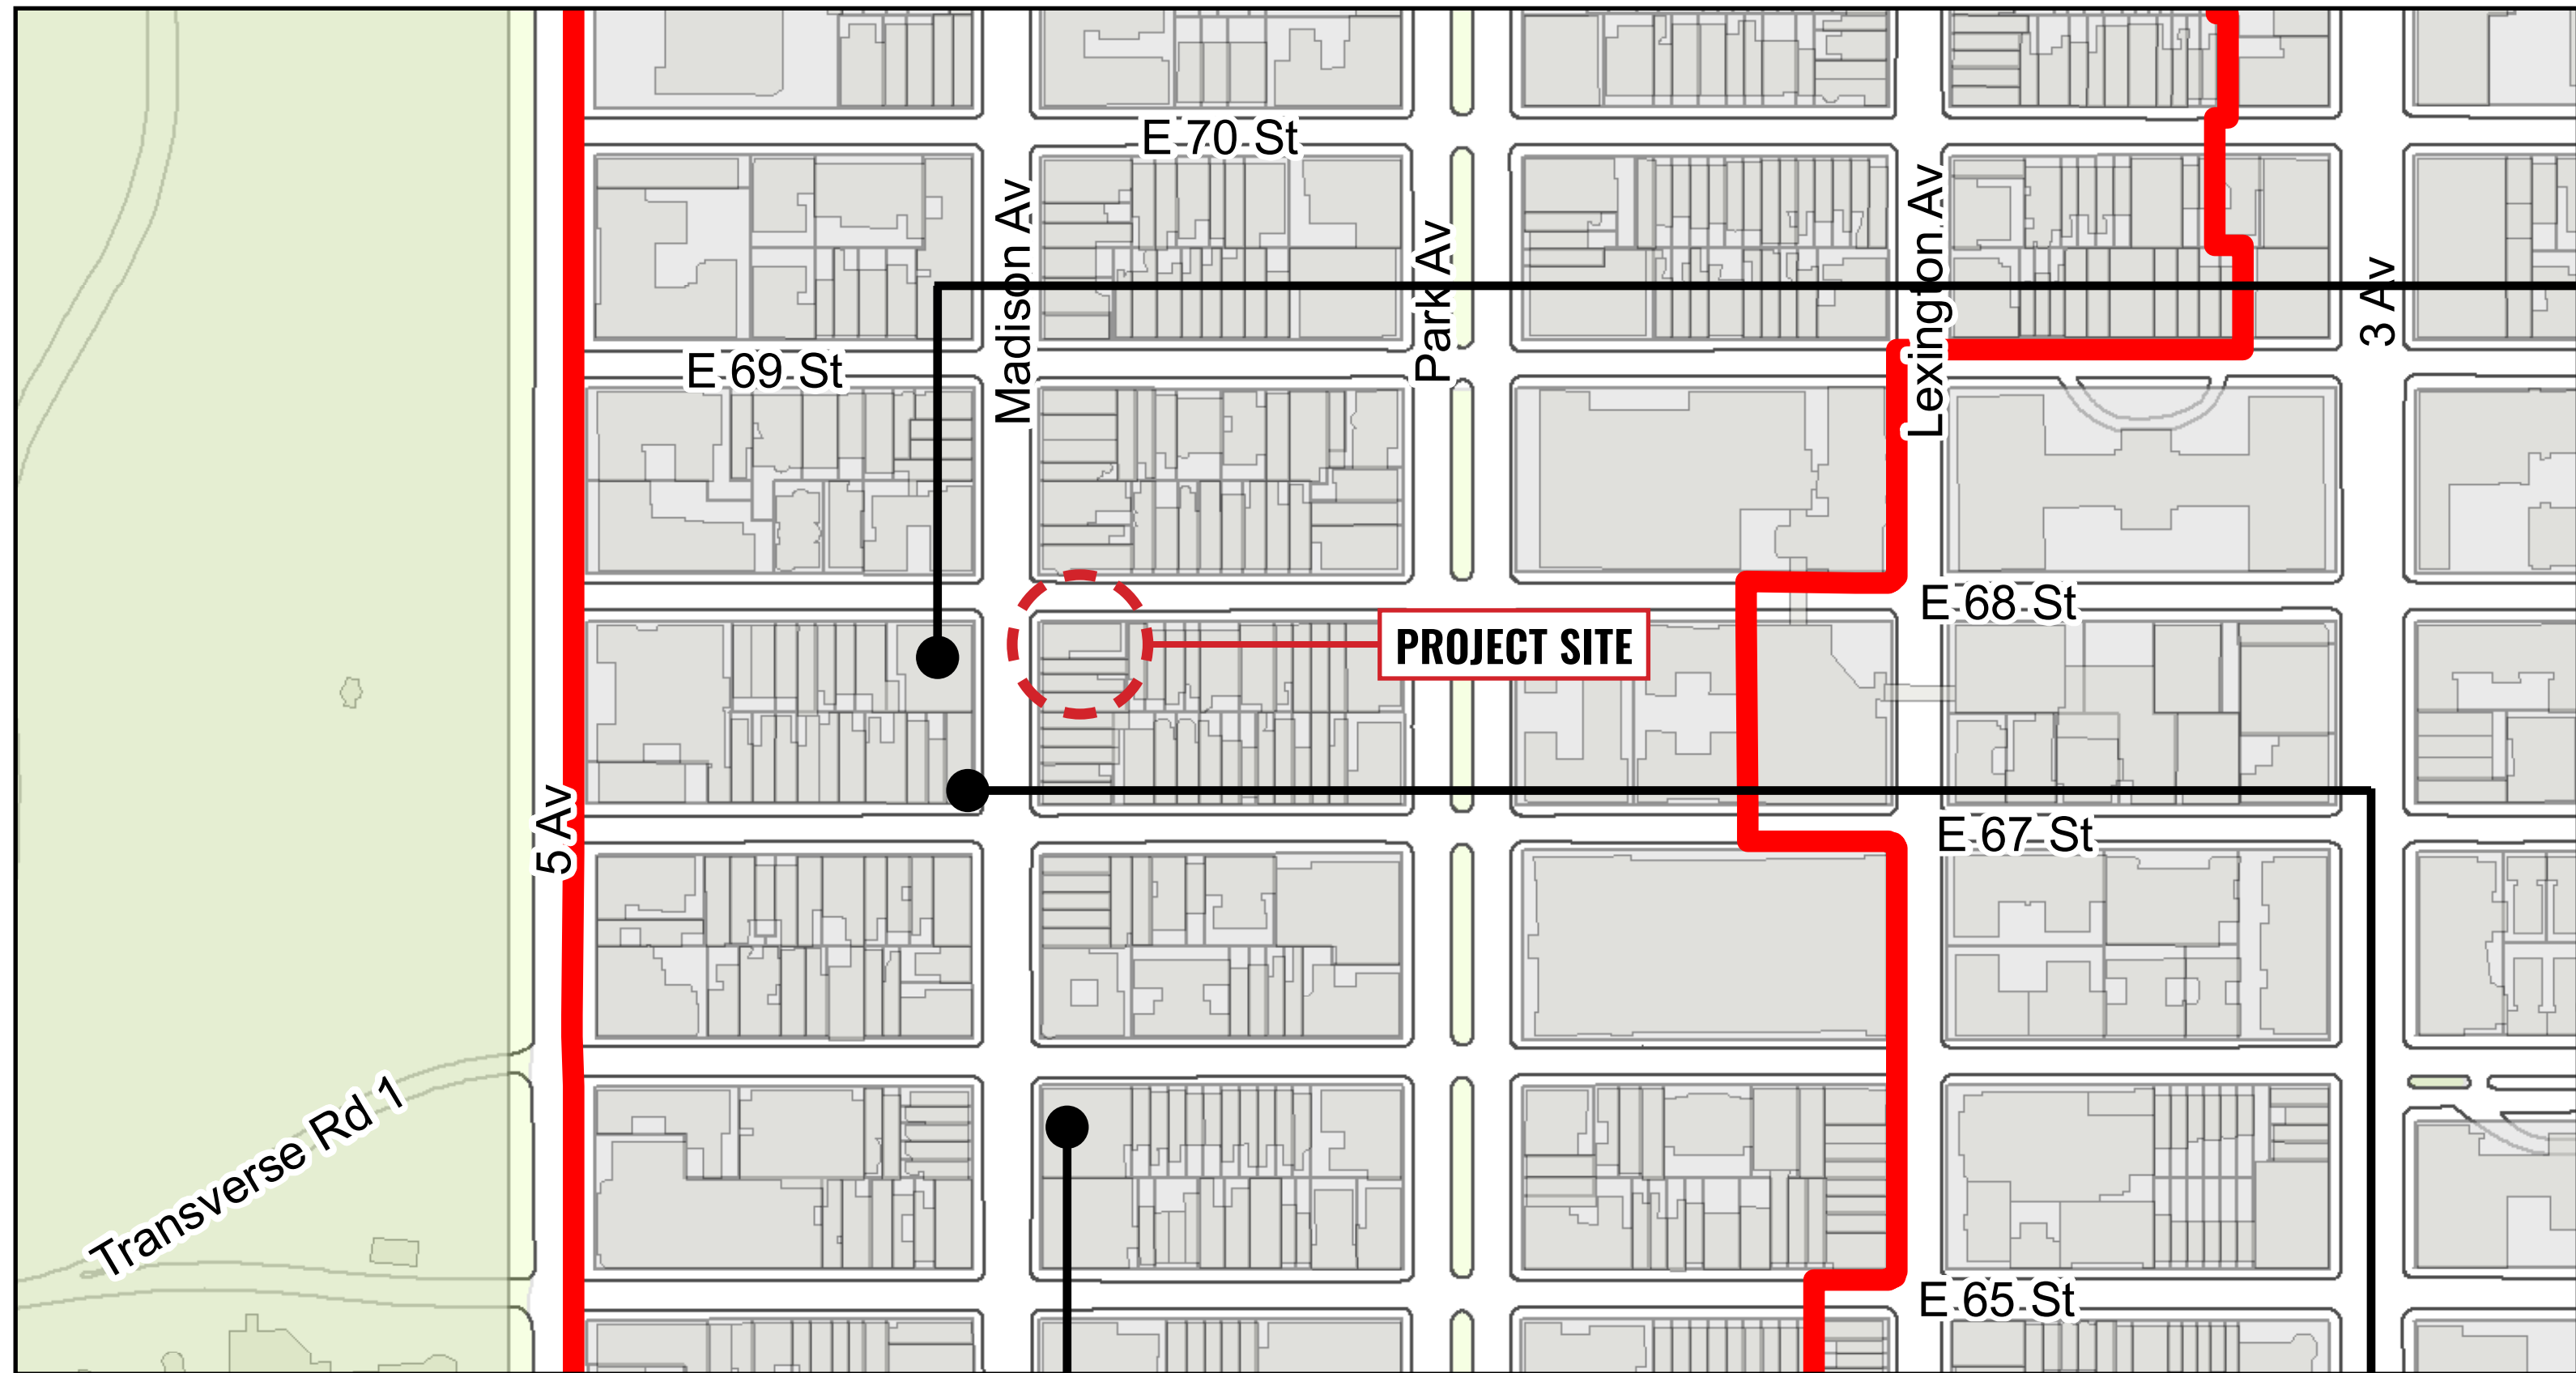 E 70 St
Madison Av
Park Av
Lexington Av
3 Av
E 69 St
E 68 St
PROJECT SITE
5 Av
E 67 St
Transverse Rd 1
E 65 St